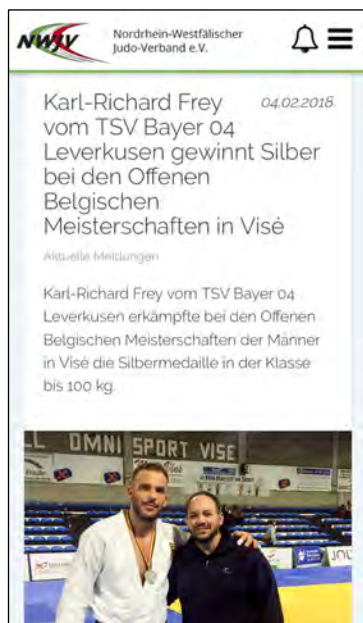 NWJV
Nordrhein-Westfälischer
Judo-Verband e.V.
Karl-Richard Frey
04.02.2018
vom TSV Bayer 04
Leverkusen gewinnt Silber
bei den Offenen
Belgischen
Meisterschaften in Visé
Aktuelle Meldungen
Karl-Richard Frey vom TSV Bayer 04
Leverkusen erkämpfte bei den Offenen
Belgischen Meisterschaften der Männer
in Visé die Silbermedaille in der Klasse
bis 100 kg.
LL OMNI SPORT VISE